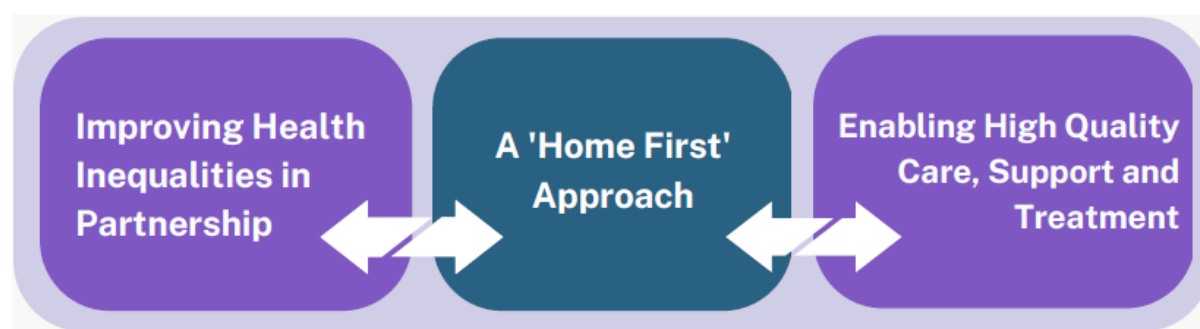 Improving Health
Inequalities in
Partnership
A 'Home First'
Approach
Enabling High Quality
Care, Support and
Treatment